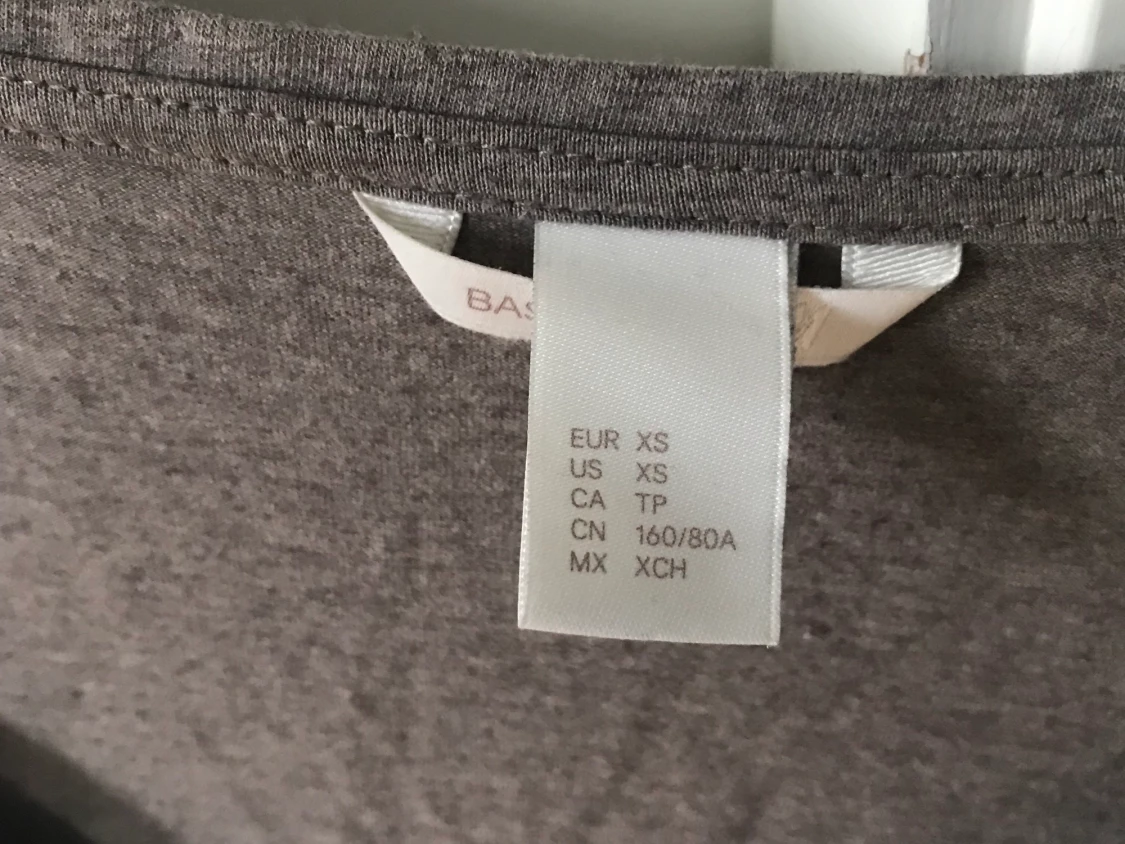 BAS
EUR XS
US XS
CA TP
CN 160/80A
MX XCH